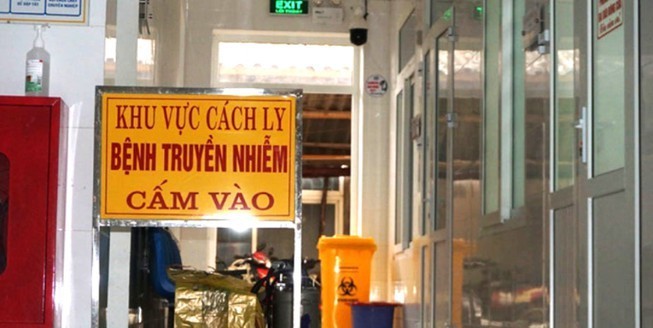 EXIT
KHU VỰC CÁCH LY
BỆNH TRUYỀN NHIỄM
CẤM VÀO